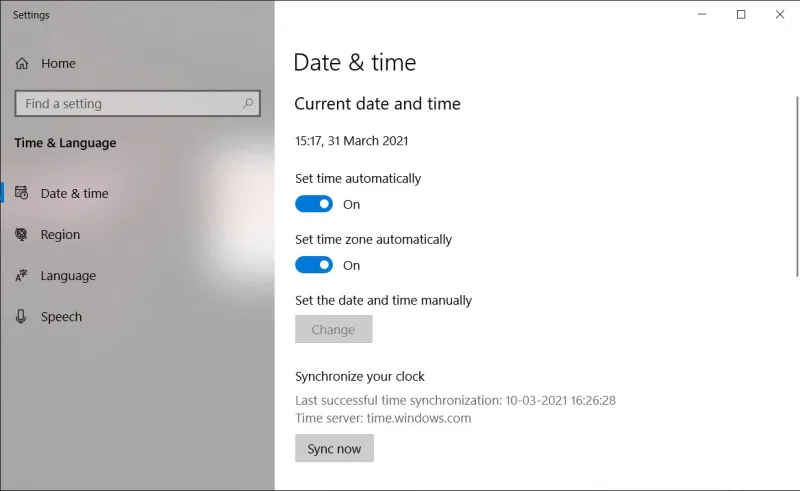 Settings
Home
Find a setting
Time & Language
Date & time
Region
Language
Speech
Date & time
Current date and time
15:17, 31 March 2021
Set time automatically
On
Set time zone automatically
On
Set the date and time manually
Change
Synchronize your clock
Last successful time synchronization: 10-03-2021 16:26:28
Time server: time.windows.com
Sync now